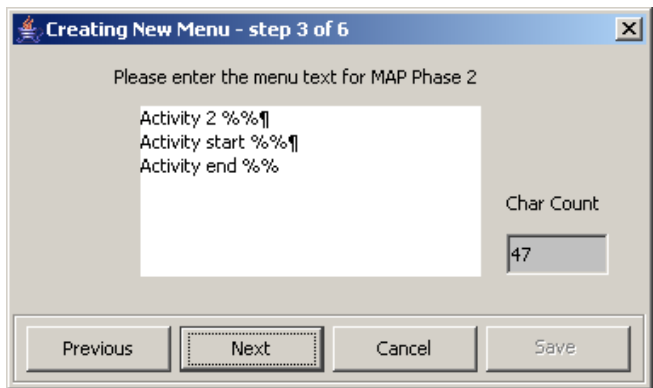 Creating New Menu - step 3 of 6
Please enter the menu text for MAP Phase 2
Activity 2 %%¶
Activity start %%¶
Activity end %%
Char Count
47
Previous
Next
Cancel
Save